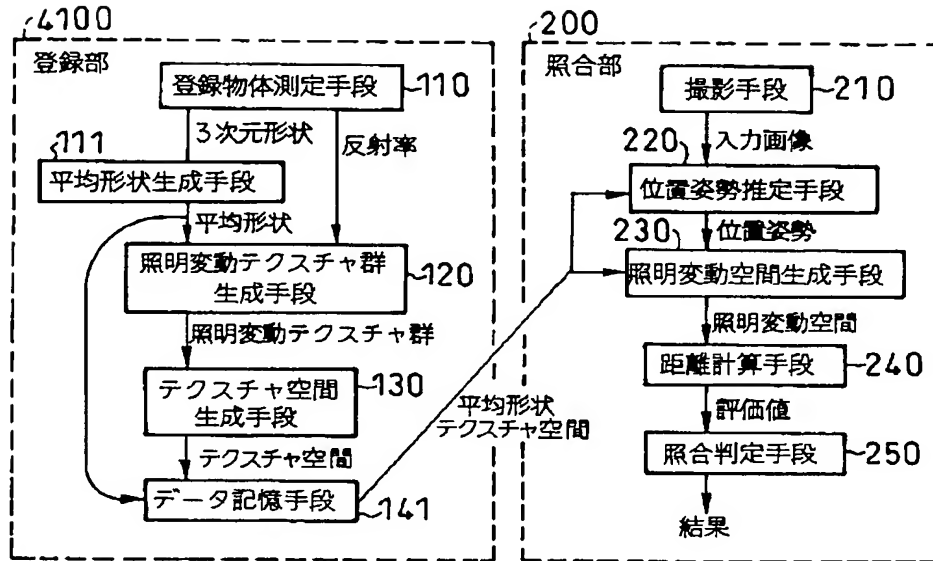 4100
登録部
登録物体測定手段
110
3次元形状
反射率
111
平均形状生成手段
平均形状
照明変動テクスチャ群
生成手段
120
照明変動テクスチャ群
テクスチャ空間
生成手段
130
テクスチャ空間
データ記憶手段
141
平均形状
テクスチャ空間
200
照合部
撮影手段
210
入力画像
220
位置姿勢推定手段
位置姿勢
230
照明変動空間生成手段
照明変動空間
距離計算手段
240
評価値
照合判定手段
250
結果